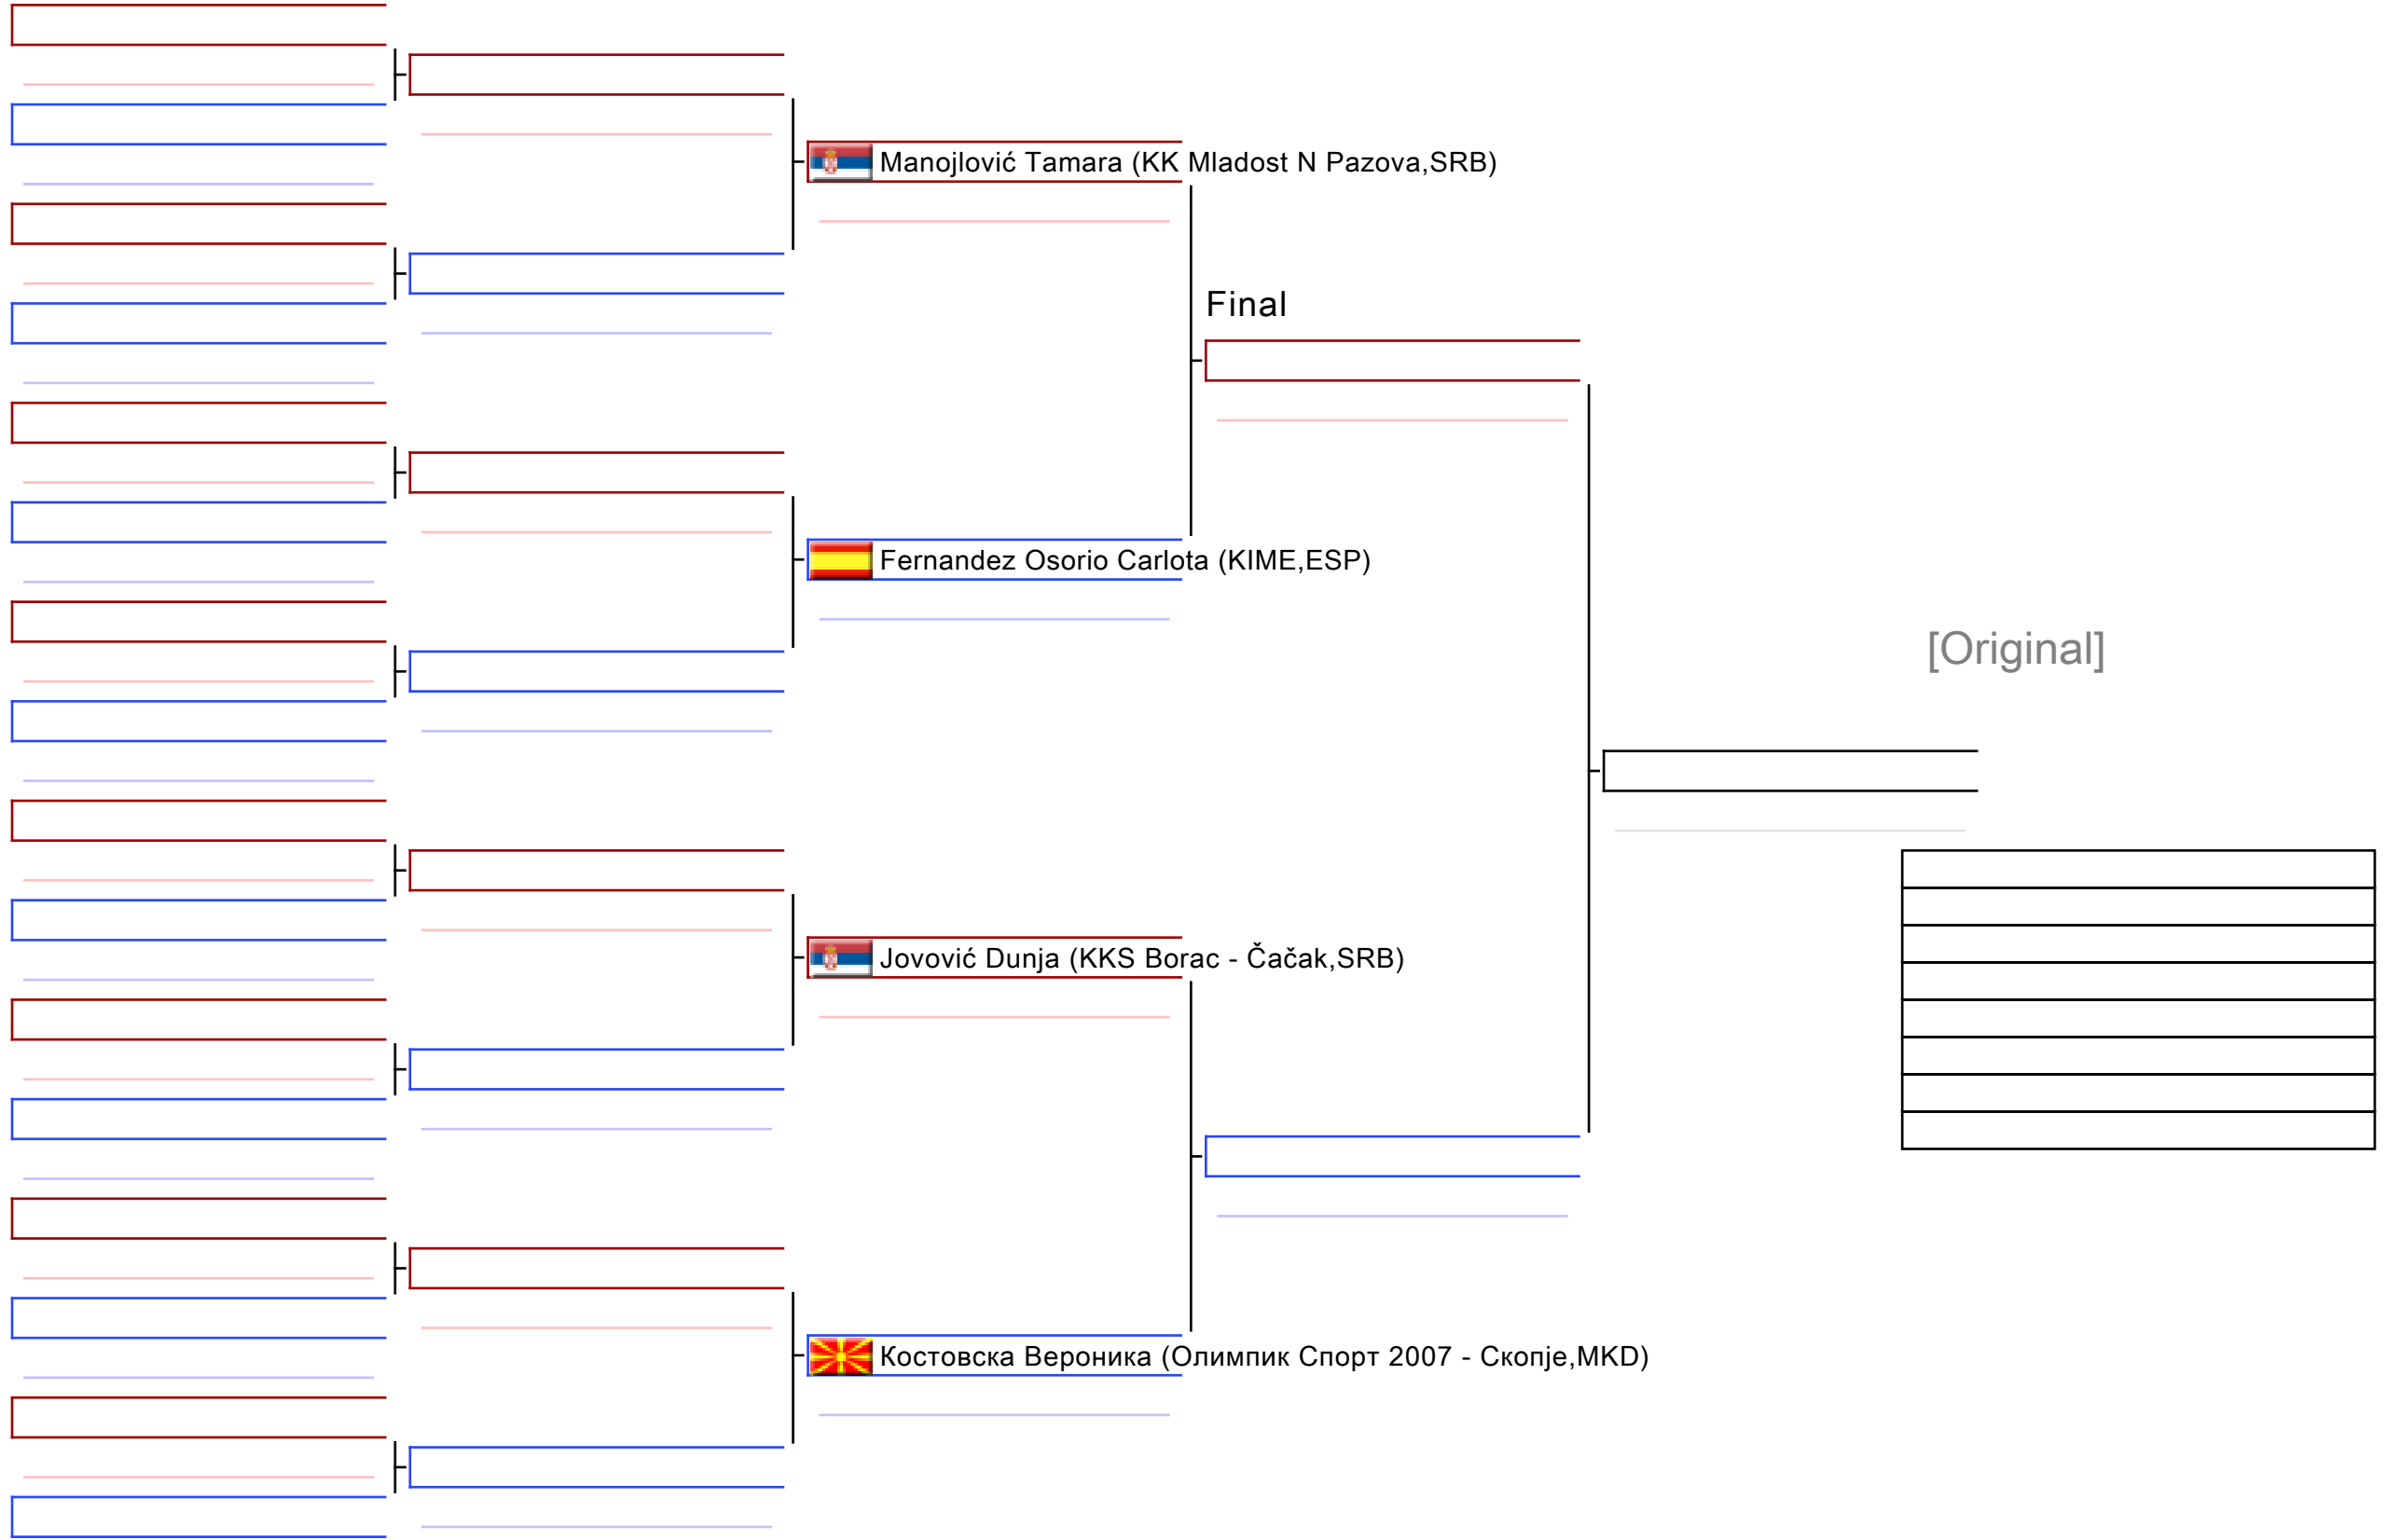 Manojlović Tamara (KK Mladost N Pazova,SRB)
Final
Fernandez Osorio Carlota (KIME,ESP)
[Original]
Jovović Dunja (KKS Borac - Čačak,SRB)
Костовска Вероника (Олимпик Спорт 2007 - Скопје,MKD)